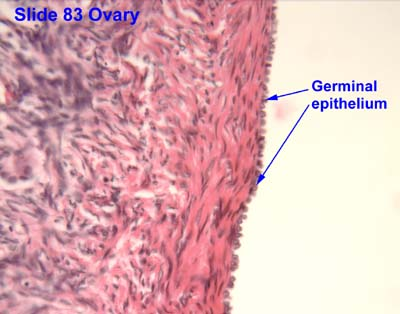 Slide 83 Ovary
Germinal
epithelium